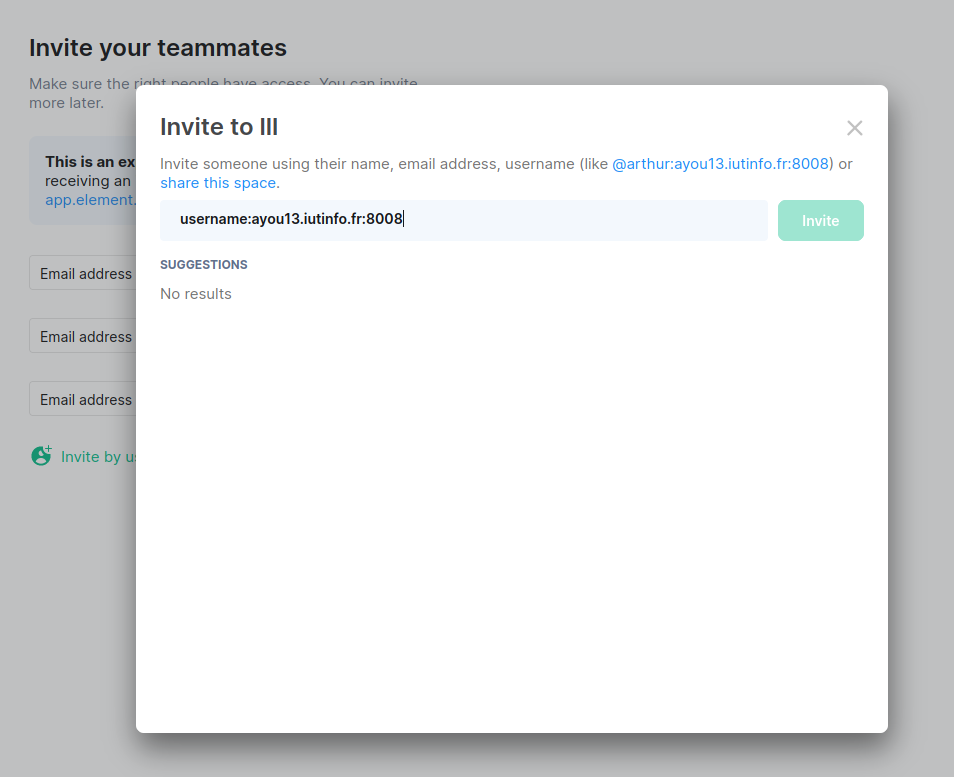 Invite your teammates
Make sure the right people have access. You can invite
more later.
This is an ex
receiving an
app.element.
Email address
Email address
Email address
Invite by us
Invite to III
Invite someone using their name, email address, username (like @arthur:ayou13.iutinfo.fr:8008) or
share this space.
username:ayou13.iutinfo.fr:8008
Invite
SUGGESTIONS
No results